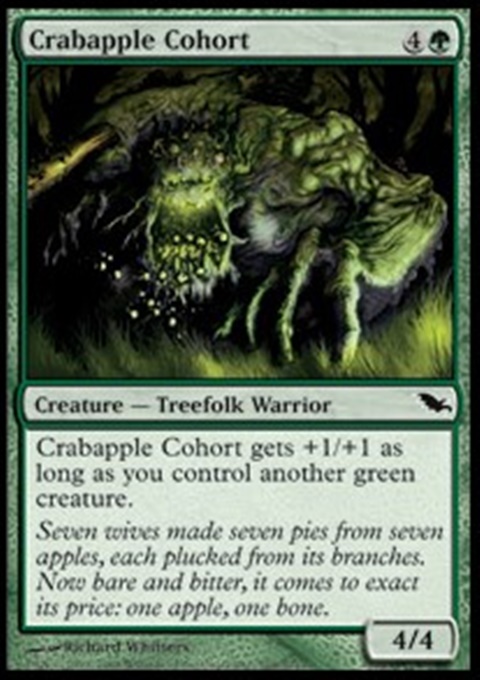 Crabapple Cohort 4
Creature — Treefolk Warrior
Crabapple Cohort gets +1/+1 as
long as you control another green
creature.
Seven wives made seven pies from seven
apples, each plucked from its branches.
Now bare and bitter, it comes to exact
its price: one apple, one bone.
4/4
Richard Whitters